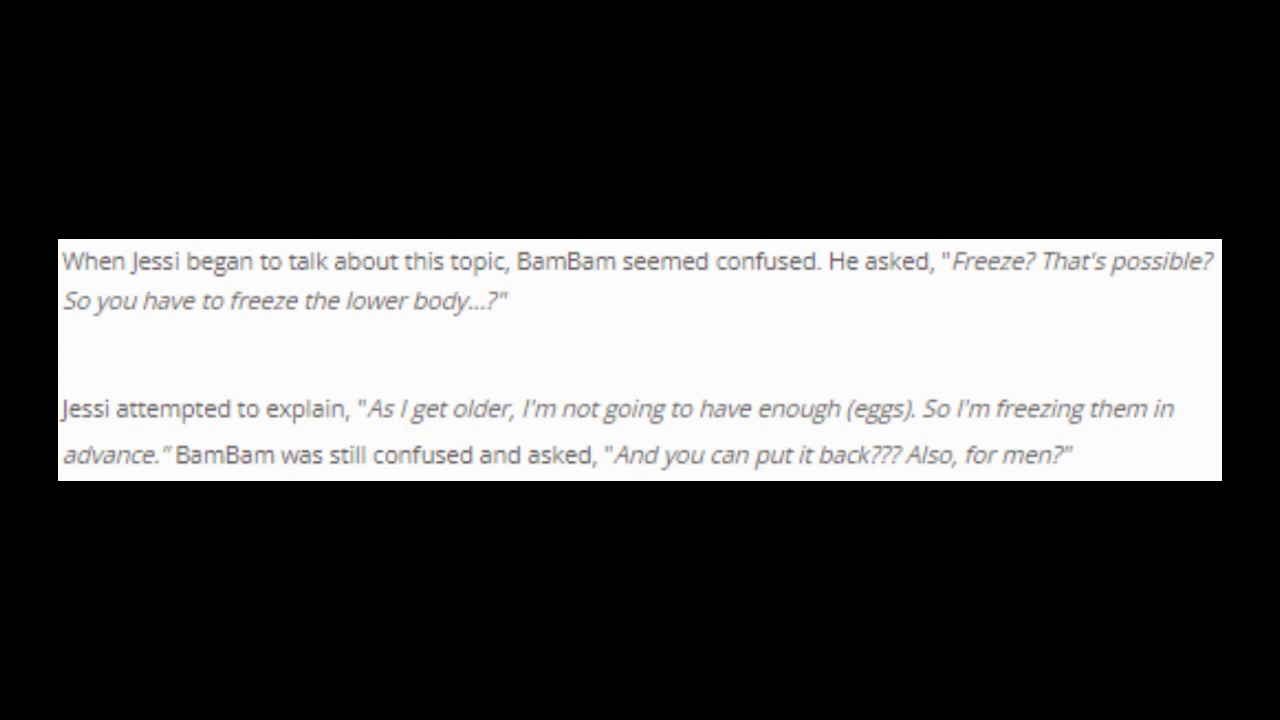 When Jessi began to talk about this topic, BamBam seemed confused. He asked, "Freeze? That's possible?
So you have to freeze the lower body...?"
Jessi attempted to explain, "As I get older, I'm not going to have enough (eggs). So I'm freezing them in
advance." BamBam was still confused and asked, "And you can put it back??? Also, for men?"